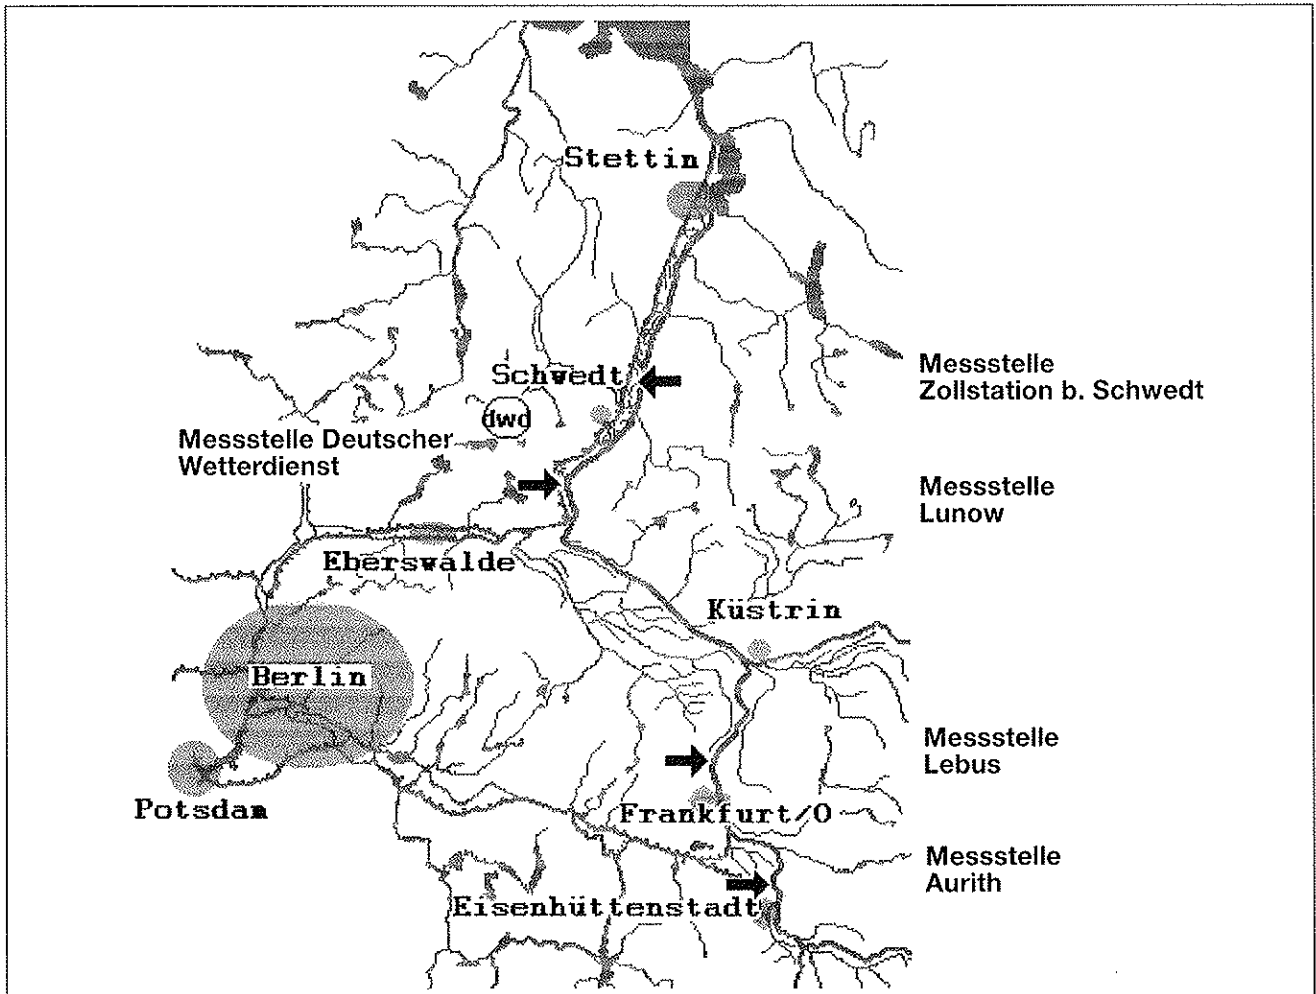 Stettin
Schwedt
Messstelle
Zollstation b. Schwedt
dwd
Messstelle Deutscher
Wetterdienst
Messstelle
Lunow
Eberswalde
Küstrin
Berlin
Messstelle
Lebus
Potsdam
Frankfurt/O
Messstelle
Aurith
Eisenhüttenstadt